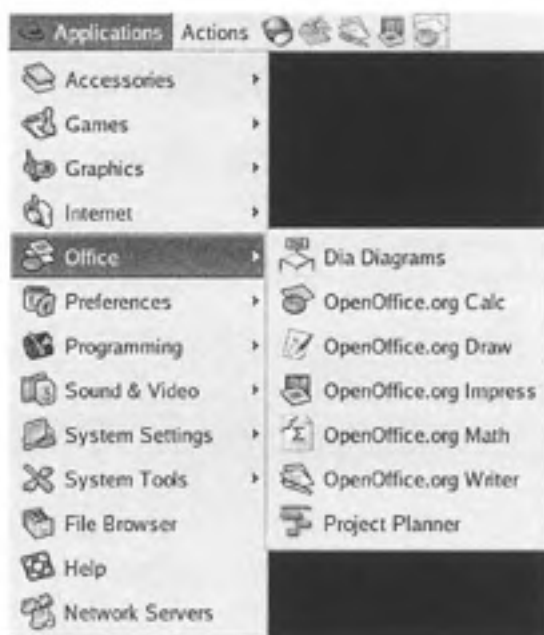 Applications Actions
Accessories
Games
Graphics
Internet
Office
Preferences
Programming
Sound & Video
System Settings
System Tools
File Browser
Help
Network Servers
Dia Diagrams
OpenOffice.org Calc
OpenOffice.org Draw
OpenOffice.org Impress
OpenOffice.org Math
OpenOffice.org Writer
Project Planner